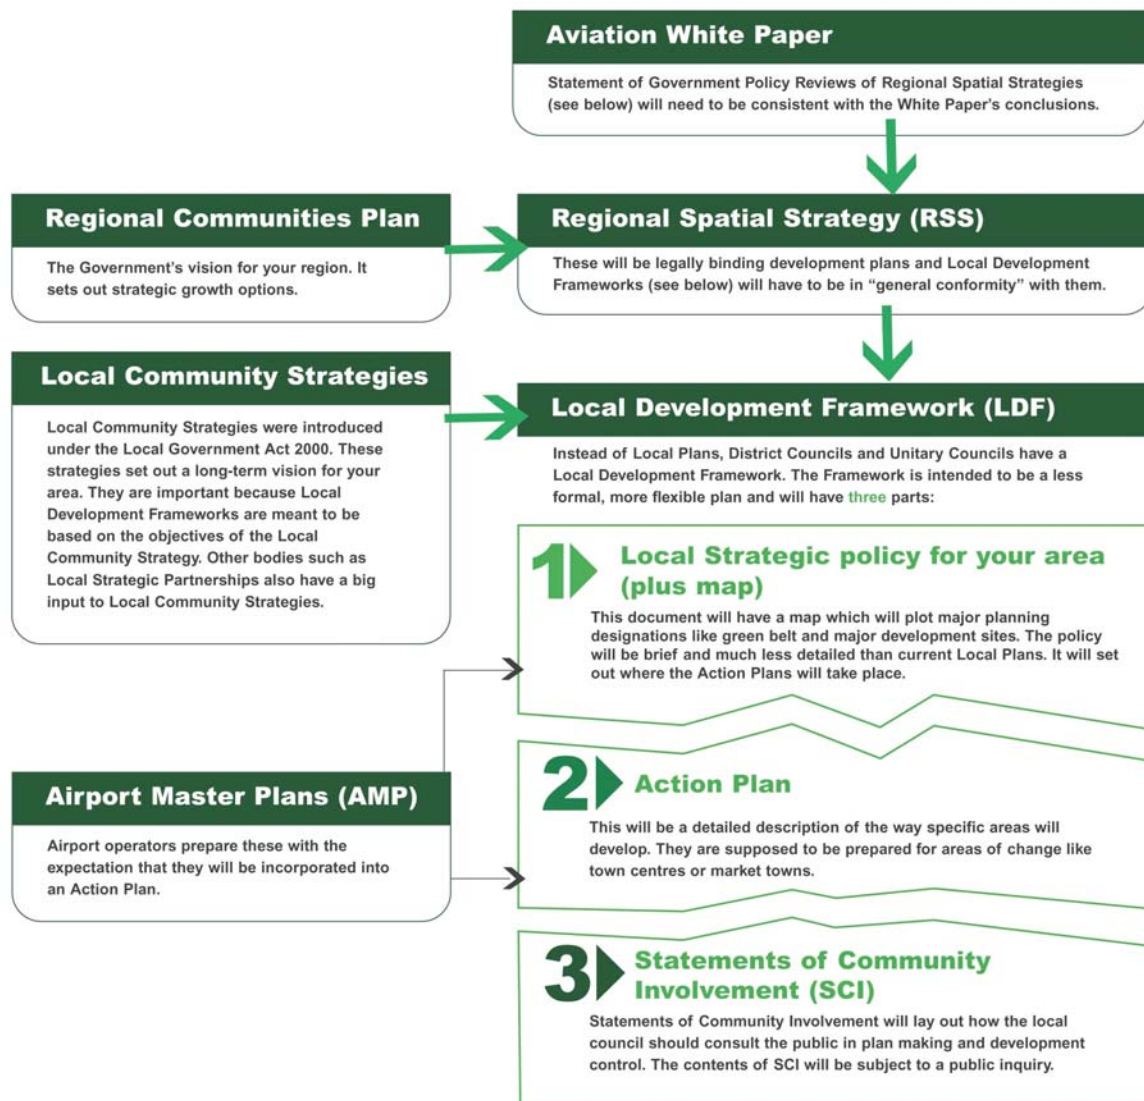 Aviation White Paper
Statement of Government Policy Reviews of Regional Spatial Strategies
(see below) will need to be consistent with the White Paper’s conclusions.
Regional Communities Plan
The Government’s vision for your region. It
sets out strategic growth options.
Regional Spatial Strategy (RSS)
These will be legally binding development plans and Local Development
Frameworks (see below) will have to be in “general conformity” with them.
Local Community Strategies
Local Community Strategies were introduced
under the Local Government Act 2000. These
strategies set out a long-term vision for your
area. They are important because Local
Development Frameworks are meant to be
based on the objectives of the Local
Community Strategy. Other bodies such as
Local Strategic Partnerships also have a big
input to Local Community Strategies.
Local Development Framework (LDF)
Instead of Local Plans, District Councils and Unitary Councils have a
Local Development Framework. The Framework is intended to be a less
formal, more flexible plan and will have three parts:
1 Local Strategic policy for your area
(plus map)
This document will have a map which will plot major planning
designations like green belt and major development sites. The policy
will be brief and much less detailed than current Local Plans. It will set
out where the Action Plans will take place.
Airport Master Plans (AMP)
Airport operators prepare these with the
expectation that they will be incorporated into
an Action Plan.
2 Action Plan
This will be a detailed description of the way specific areas will
develop. They are supposed to be prepared for areas of change like
town centres or market towns.
3 Statements of Community
Involvement (SCI)
Statements of Community Involvement will lay out how the local
council should consult the public in plan making and development
control. The contents of SCI will be subject to a public inquiry.